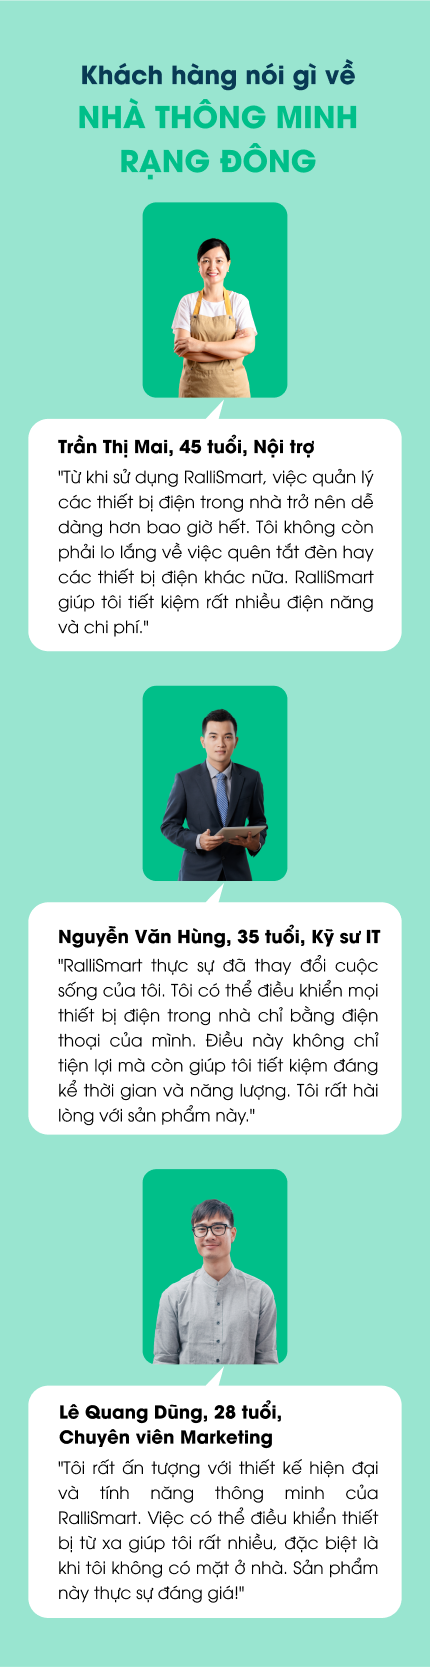 Khách hàng nói gì về
NHÀ THÔNG MINH
RẠNG ĐÔNG
Trần Thị Mai, 45 tuổi, Nội trợ
"Từ khi sử dụng RalliSmart, việc quản lý
các thiết bị điện trong nhà trở nên dễ
dàng hơn bao giờ hết. Tôi không còn
phải lo lắng về việc quên tắt đèn hay
các thiết bị điện khác nữa. RalliSmart
giúp tôi tiết kiệm rất nhiều điện năng
và chi phí."
Nguyễn Văn Hùng, 35 tuổi, Kỹ sư IT
"RalliSmart thực sự đã thay đổi cuộc
sống của tôi. Tôi có thể điều khiển mọi
thiết bị điện trong nhà chỉ bằng điện
thoại của mình. Điều này không chỉ
tiện lợi mà còn giúp tôi tiết kiệm đáng
kể thời gian và năng lượng. Tôi rất hài
lòng với sản phẩm này."
Lê Quang Dũng, 28 tuổi,
Chuyên viên Marketing
"Tôi rất ấn tượng với thiết kế hiện đại
và tính năng thông minh của
RalliSmart. Việc có thể điều khiển thiết
bị từ xa giúp tôi rất nhiều, đặc biệt là
khi tôi không có mặt ở nhà. Sản phẩm
này thực sự đáng giá!"